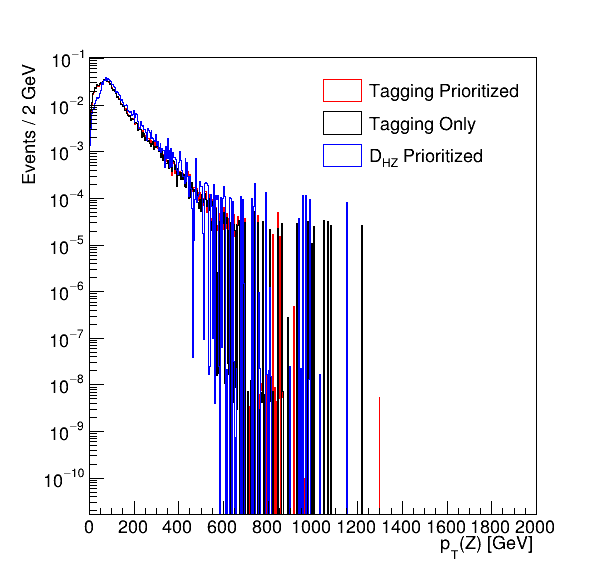 Events / 2 GeV
10⁻¹
10⁻²
10⁻³
10⁻⁴
10⁻⁵
10⁻⁶
10⁻⁷
10⁻⁸
10⁻⁹
10⁻¹⁰
Tagging Prioritized
Tagging Only
D_HZ Prioritized
0 200 400 600 800 1000 1200 1400 1600 1800 2000
p_T(Z) [GeV]